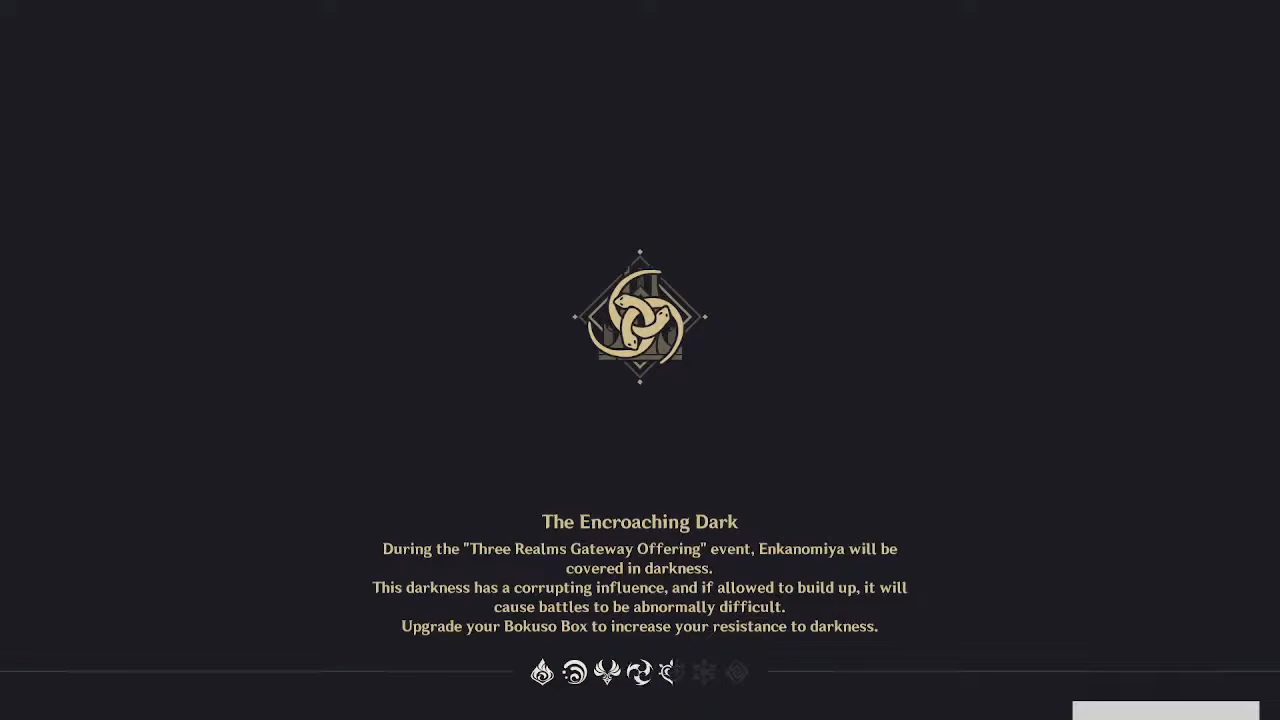 The Encroaching Dark
During the "Three Realms Gateway Offering" event, Enkanomiya will be
covered in darkness.
This darkness has a corrupting influence, and if allowed to build up, it will
cause battles to be abnormally difficult.
Upgrade your Bokuso Box to increase your resistance to darkness.